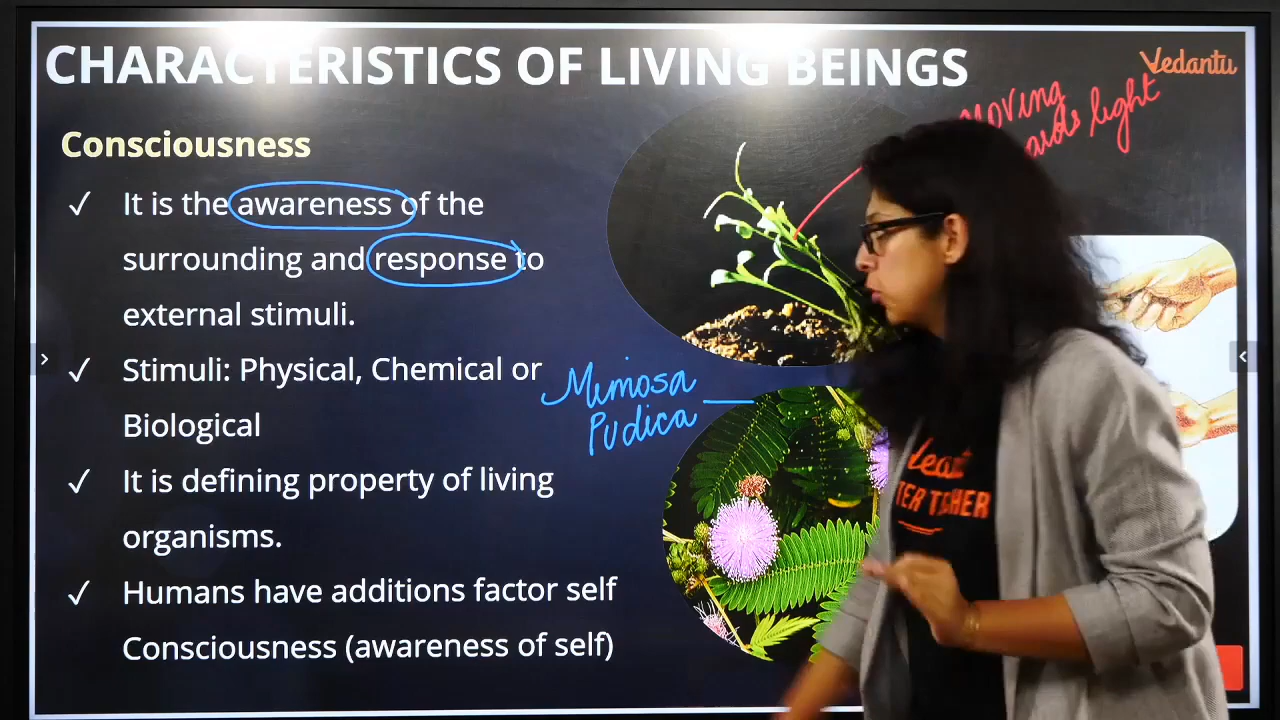 CHARACTERISTICS OF LIVING BEINGS
Vedantu
moving
light
Consciousness
✓ It is the awareness of the
surrounding and response to
external stimuli.
✓ Stimuli: Physical, Chemical or
Biological
Mimosa
Pudica
✓ It is defining property of living
organisms.
✓ Humans have additions factor self
Consciousness (awareness of self)